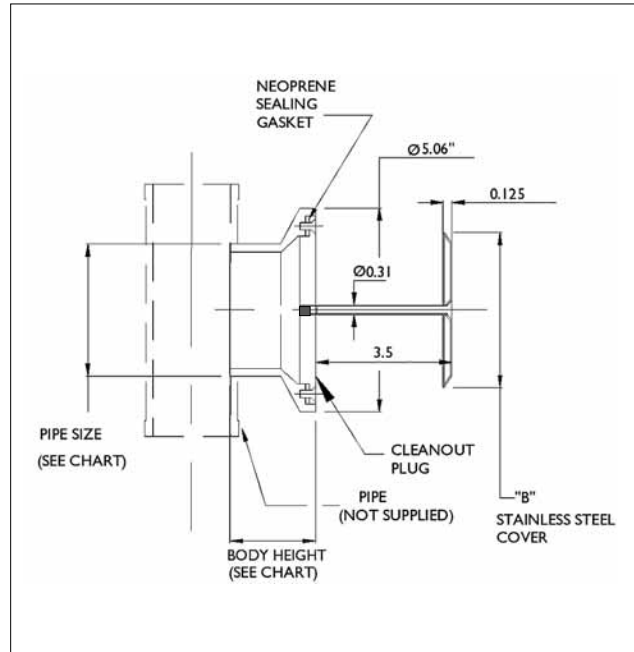 NEOPRENE
SEALING
GASKET
Ø5.06"
0.125
Ø0.31
3.5
PIPE SIZE
(SEE CHART)
CLEANOUT
PLUG
PIPE
(NOT SUPPLIED)
"B"
STAINLESS STEEL
COVER
BODY HEIGHT
(SEE CHART)